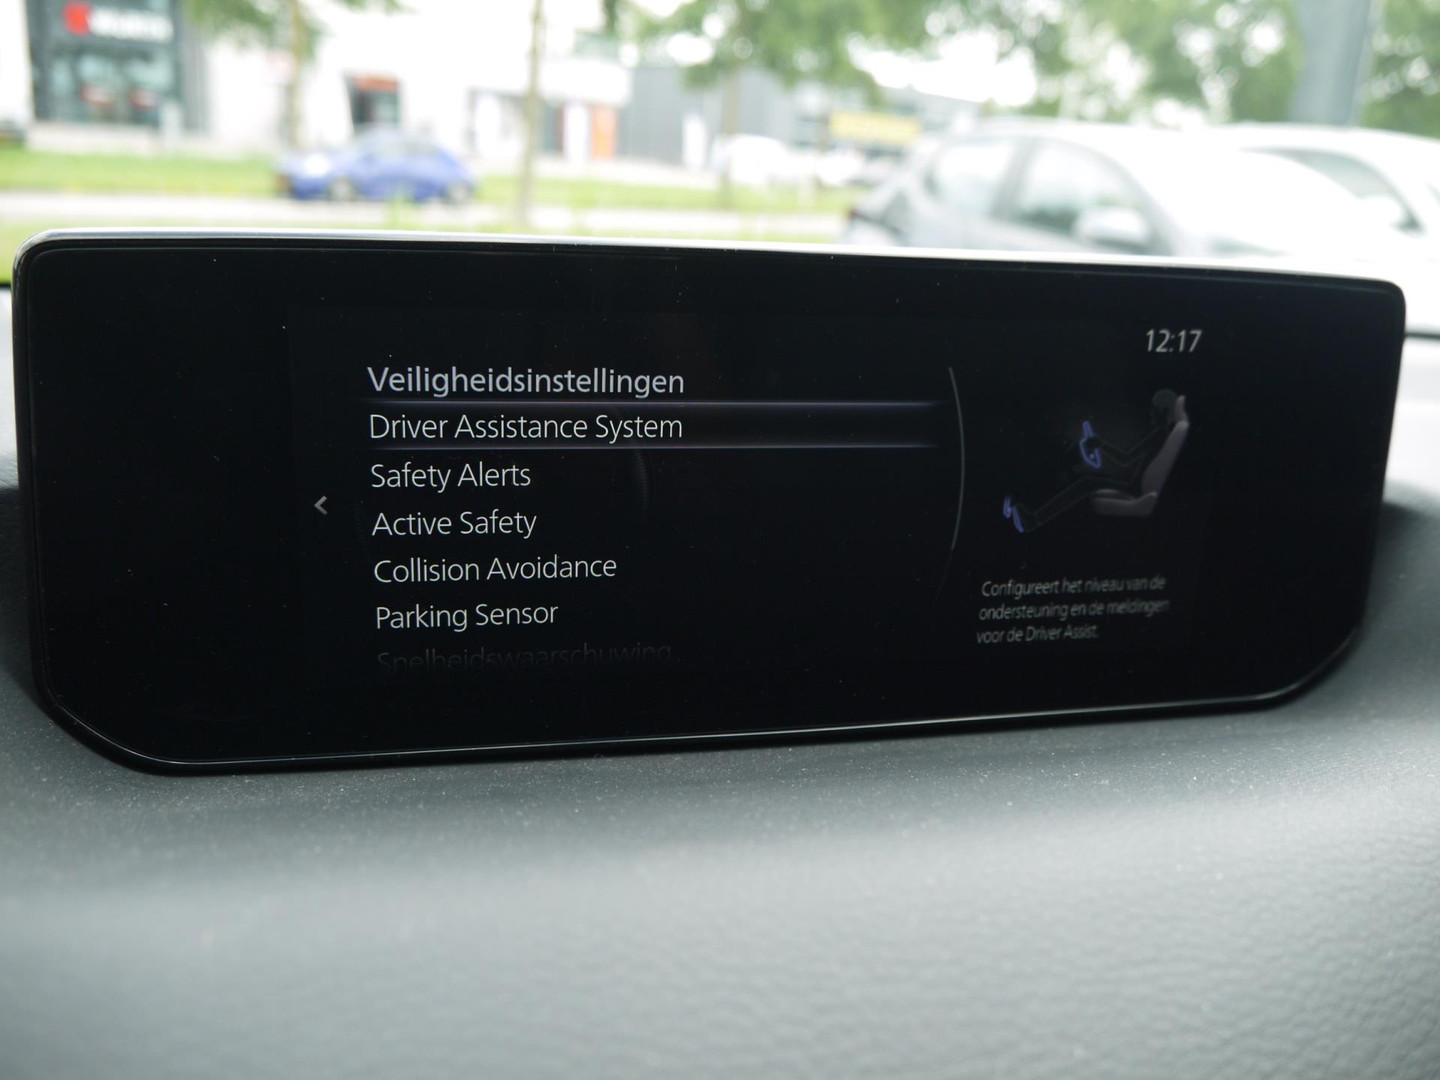 12:17
Veiligheidsinstellingen
Driver Assistance System
Safety Alerts
Active Safety
Collision Avoidance
Parking Sensor
Snelheidswaarschuwing
Configureert het niveau van de
ondersteuning en de meldingen
voor de Driver Assist.